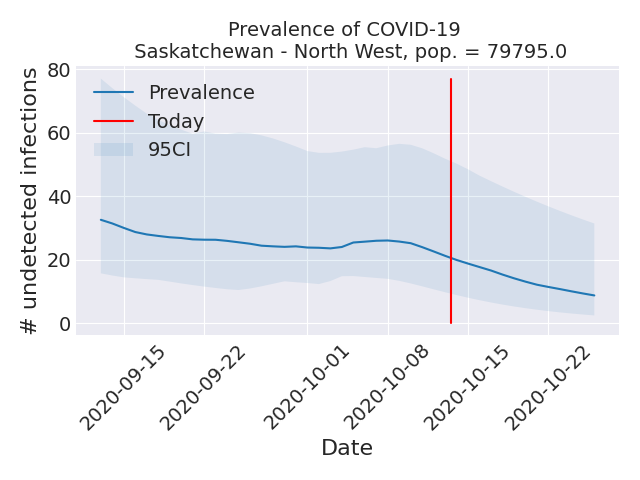 Prevalence of COVID-19
Saskatchewan - North West, pop. = 79795.0
# undetected infections
80
60
40
20
0
Prevalence
Today
95CI
2020-09-15
2020-09-22
2020-10-01
2020-10-08
2020-10-15
2020-10-22
Date